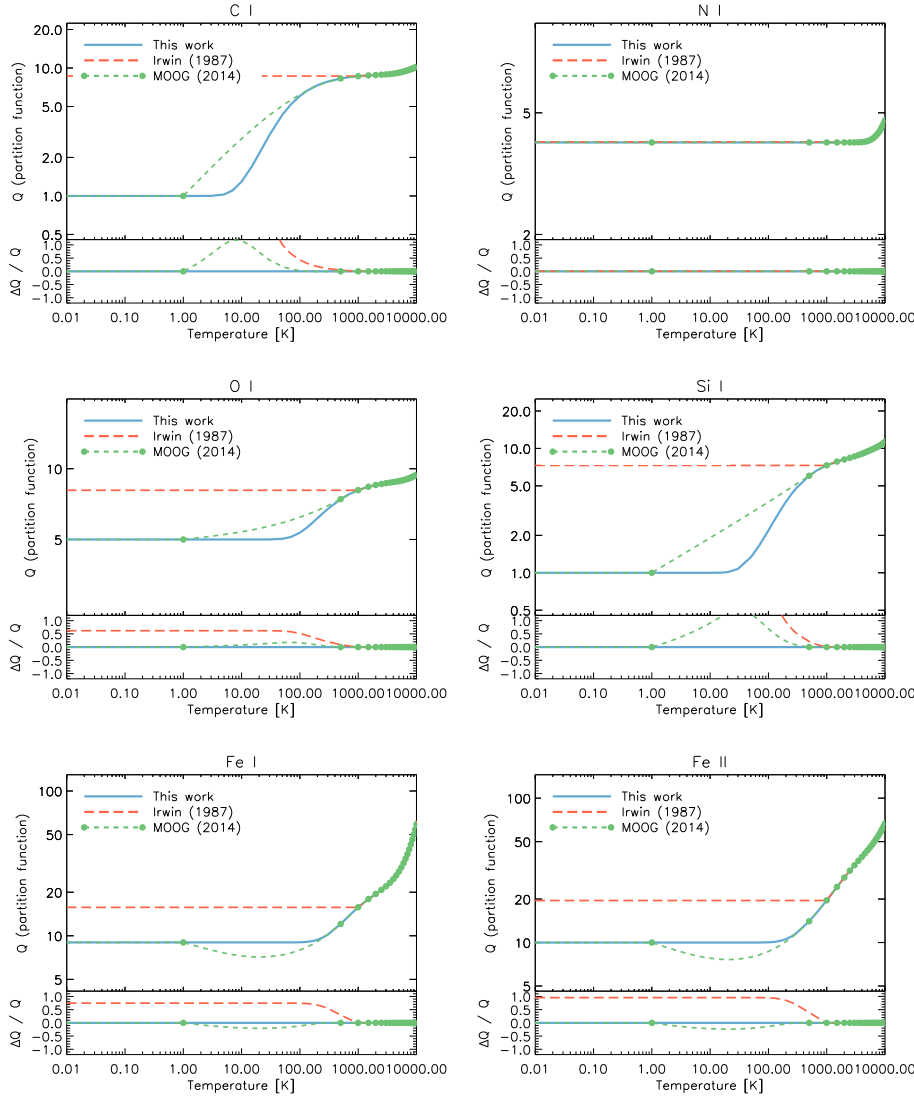 C I
20.0
10.0
5.0
2.0
1.0
0.5
Q (partition function)
This work
Irwin (1987)
MOOG (2014)
1.0
0.5
0.0
−0.5
−1.0
ΔQ / Q
0.01 0.10 1.00 10.00 100.00 1000.0010000.00
Temperature [K]
N I
5
2
Q (partition function)
This work
Irwin (1987)
MOOG (2014)
1.0
0.5
0.0
−0.5
−1.0
ΔQ / Q
0.01 0.10 1.00 10.00 100.00 1000.0010000.00
Temperature [K]
O I
10
5
Q (partition function)
This work
Irwin (1987)
MOOG (2014)
1.0
0.5
0.0
−0.5
−1.0
ΔQ / Q
0.01 0.10 1.00 10.00 100.00 1000.0010000.00
Temperature [K]
Si I
20.0
10.0
5.0
2.0
1.0
0.5
Q (partition function)
This work
Irwin (1987)
MOOG (2014)
1.0
0.5
0.0
−0.5
−1.0
ΔQ / Q
0.01 0.10 1.00 10.00 100.00 1000.0010000.00
Temperature [K]
Fe I
100
50
20
10
5
Q (partition function)
This work
Irwin (1987)
MOOG (2014)
1.0
0.5
0.0
−0.5
−1.0
ΔQ / Q
0.01 0.10 1.00 10.00 100.00 1000.0010000.00
Temperature [K]
Fe II
100
50
20
10
5
Q (partition function)
This work
Irwin (1987)
MOOG (2014)
1.0
0.5
0.0
−0.5
−1.0
ΔQ / Q
0.01 0.10 1.00 10.00 100.00 1000.0010000.00
Temperature [K]